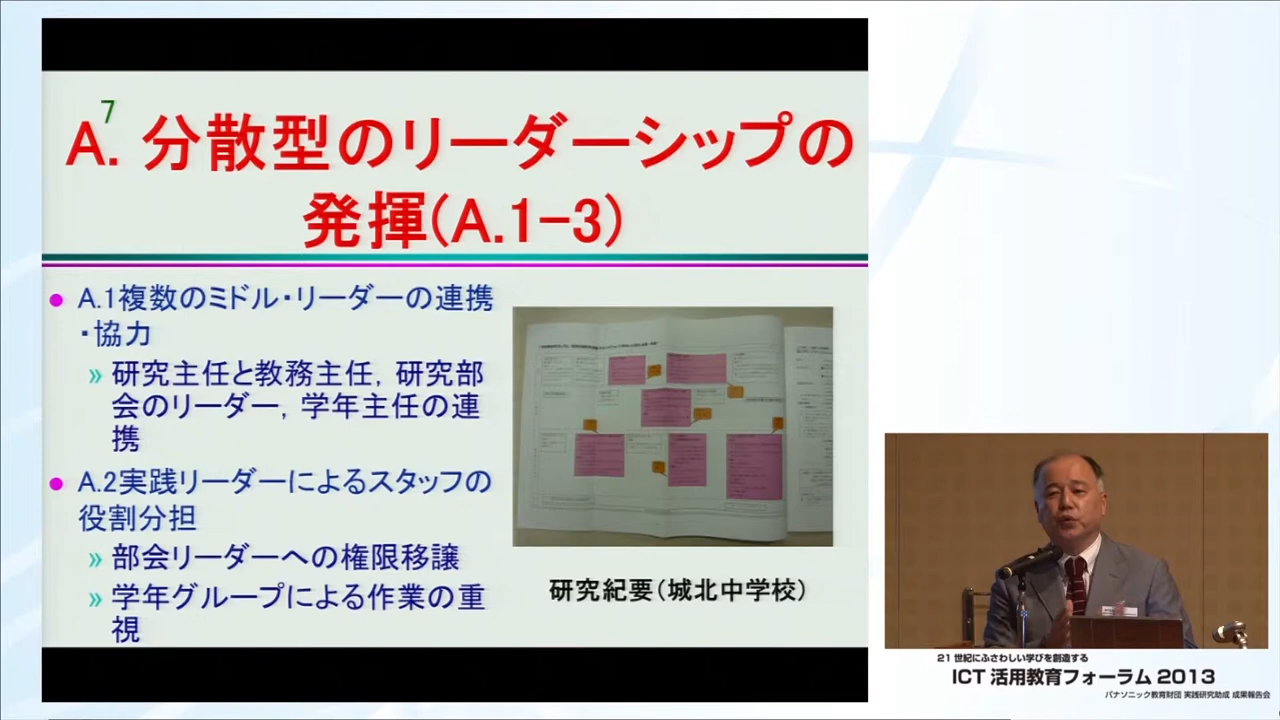 7
A. 分散型のリーダーシップの
発揮(A.1-3)
A.1複数のミドル・リーダーの連携
・協力
» 研究主任と教務主任，研究部
会のリーダー，学年主任の連
携
A.2実践リーダーによるスタッフの
役割分担
» 部会リーダーへの権限移譲
» 学年グループによる作業の重
視
研究紀要(城北中学校)
21世紀にふさわしい学びを創造する
ICT 活用教育フォーラム 2013
パナソニック教育財団 実践研究助成 成果報告会